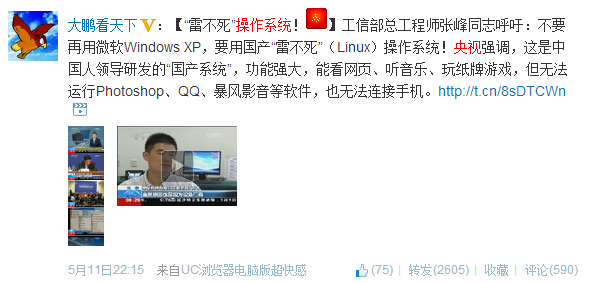 大鹏看天下V：【“雷不死”操作系统！】工信部总工程师张峰同志呼吁：不要
再用微软Windows XP，要用国产“雷不死”（Linux）操作系统！央视强调，这是中
国人领导研发的“国产系统”，功能强大，能看网页、听音乐、玩纸牌游戏，但无法
运行Photoshop、QQ、暴风影音等软件，也无法连接手机。http://t.cn/8sDTCWn
5月11日22:15 来自UC浏览器电脑版超快感 (75) | 转发(2605) | 收藏 | 评论(590)